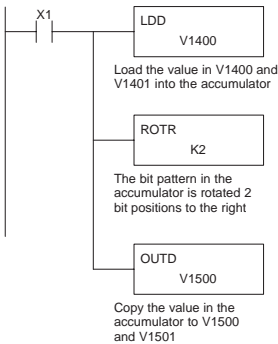 X1
LDD
V1400
Load the value in V1400 and
V1401 into the accumulator
ROTR
K2
The bit pattern in the
accumulator is rotated 2
bit positions to the right
OUTD
V1500
Copy the value in the
accumulator to V1500
and V1501